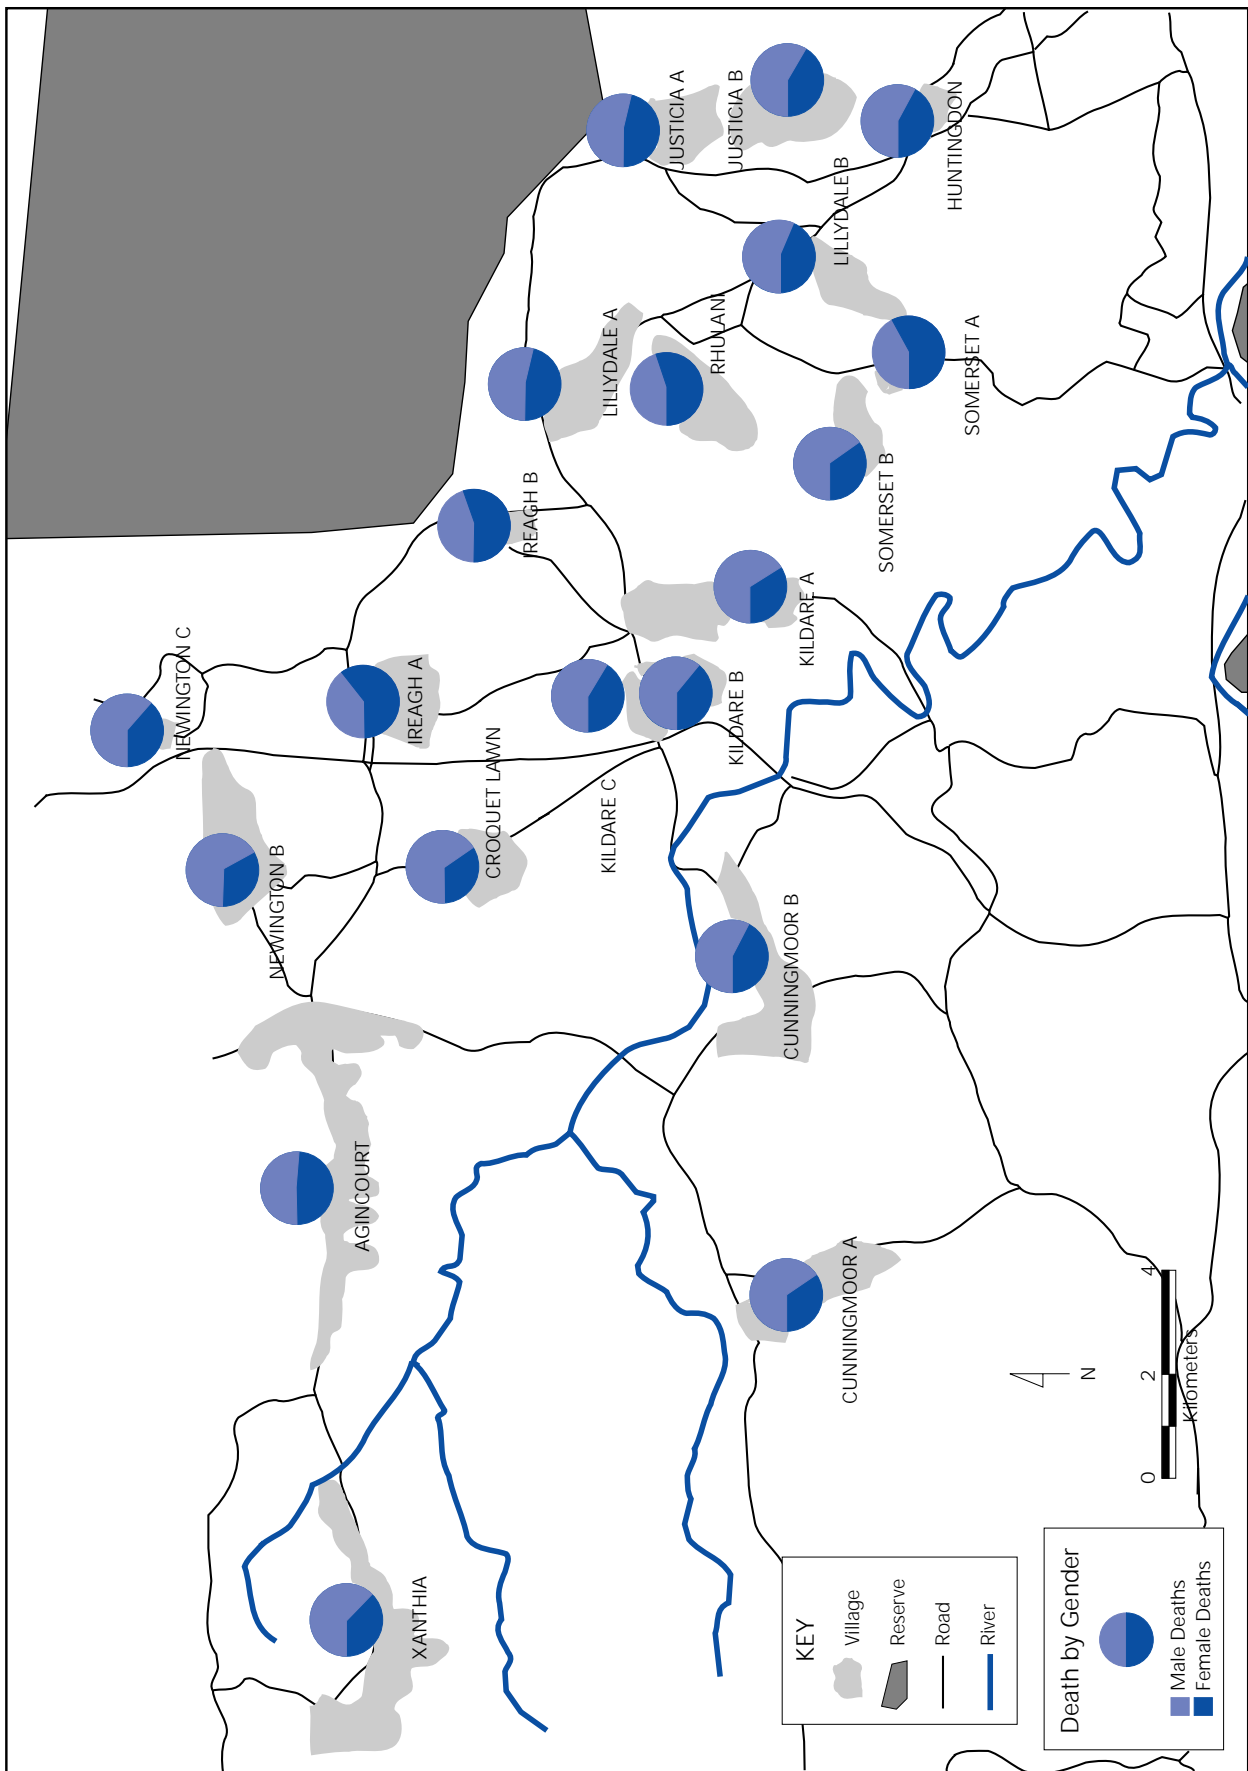 NEWINGTON C
NEWINGTON B
IREAGH A
IREAGH B
CROQUET LAWN
AGINCOURT
XANTHIA
JUSTICIA A
JUSTICIA B
LILLYDALE A
LILLYDALE B
RHULANI
HUNTINGDON
SOMERSET A
SOMERSET B
KILDARE A
KILDARE B
KILDARE C
CUNNINGMOOR B
CUNNINGMOOR A
N
0 2 4
Kilometers
KEY
Village
Reserve
Road
River
Death by Gender
Male Deaths
Female Deaths